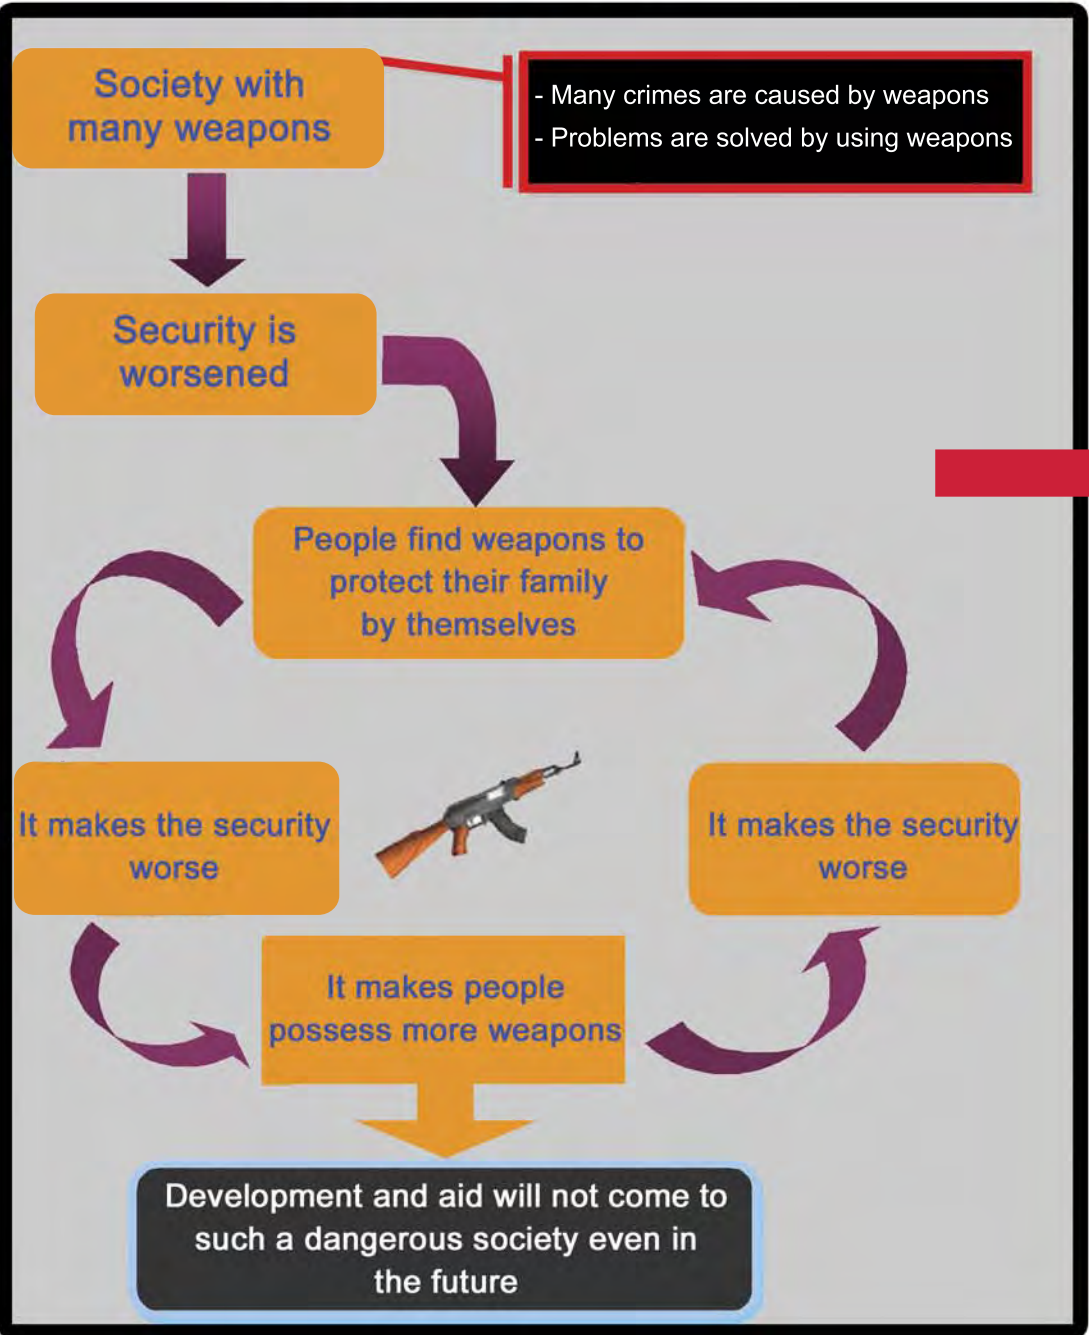 Society with
many weapons
- Many crimes are caused by weapons
- Problems are solved by using weapons
Security is
worsened
People find weapons to
protect their family
by themselves
It makes the security
worse
It makes the security
worse
It makes people
possess more weapons
Development and aid will not come to
such a dangerous society even in
the future